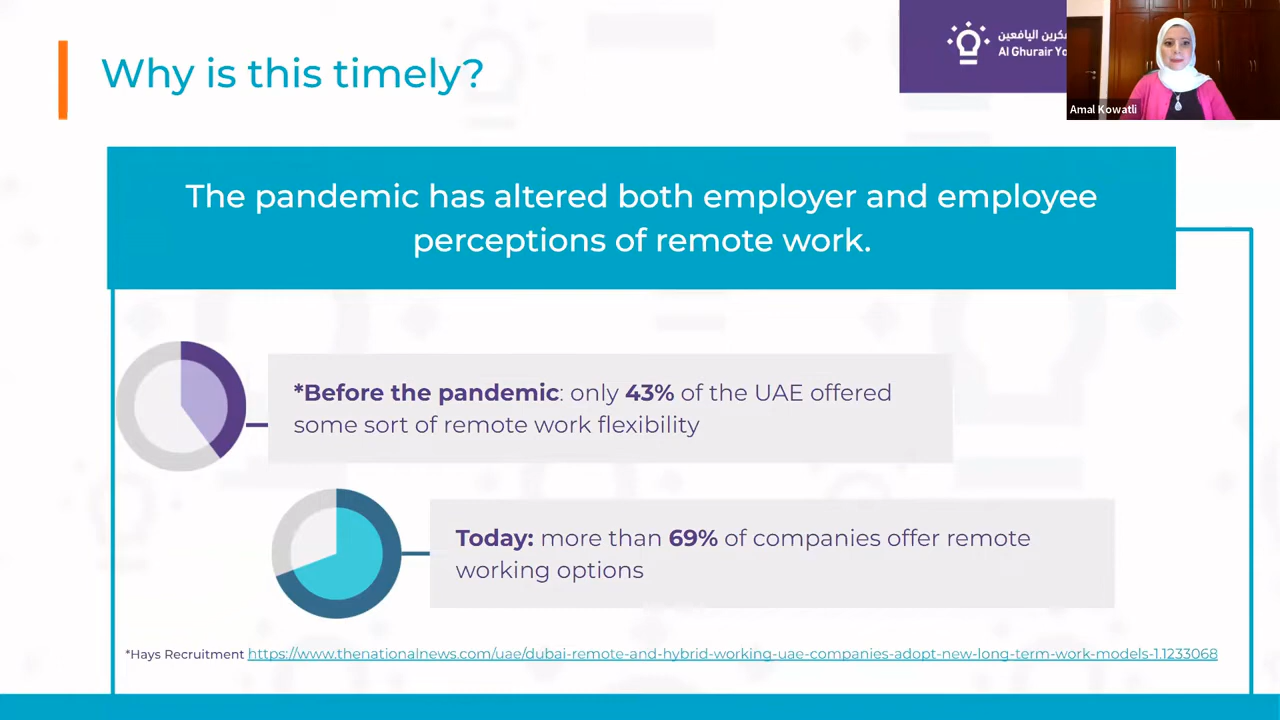 Why is this timely?
فكرين اليافعين
Al Ghurair Yo
Amal Kowatli
The pandemic has altered both employer and employee
perceptions of remote work.
*Before the pandemic: only 43% of the UAE offered
some sort of remote work flexibility
Today: more than 69% of companies offer remote
working options
*Hays Recruitment https://www.thenationalnews.com/uae/dubai-remote-and-hybrid-working-uae-companies-adopt-new-long-term-work-models-1.1233068